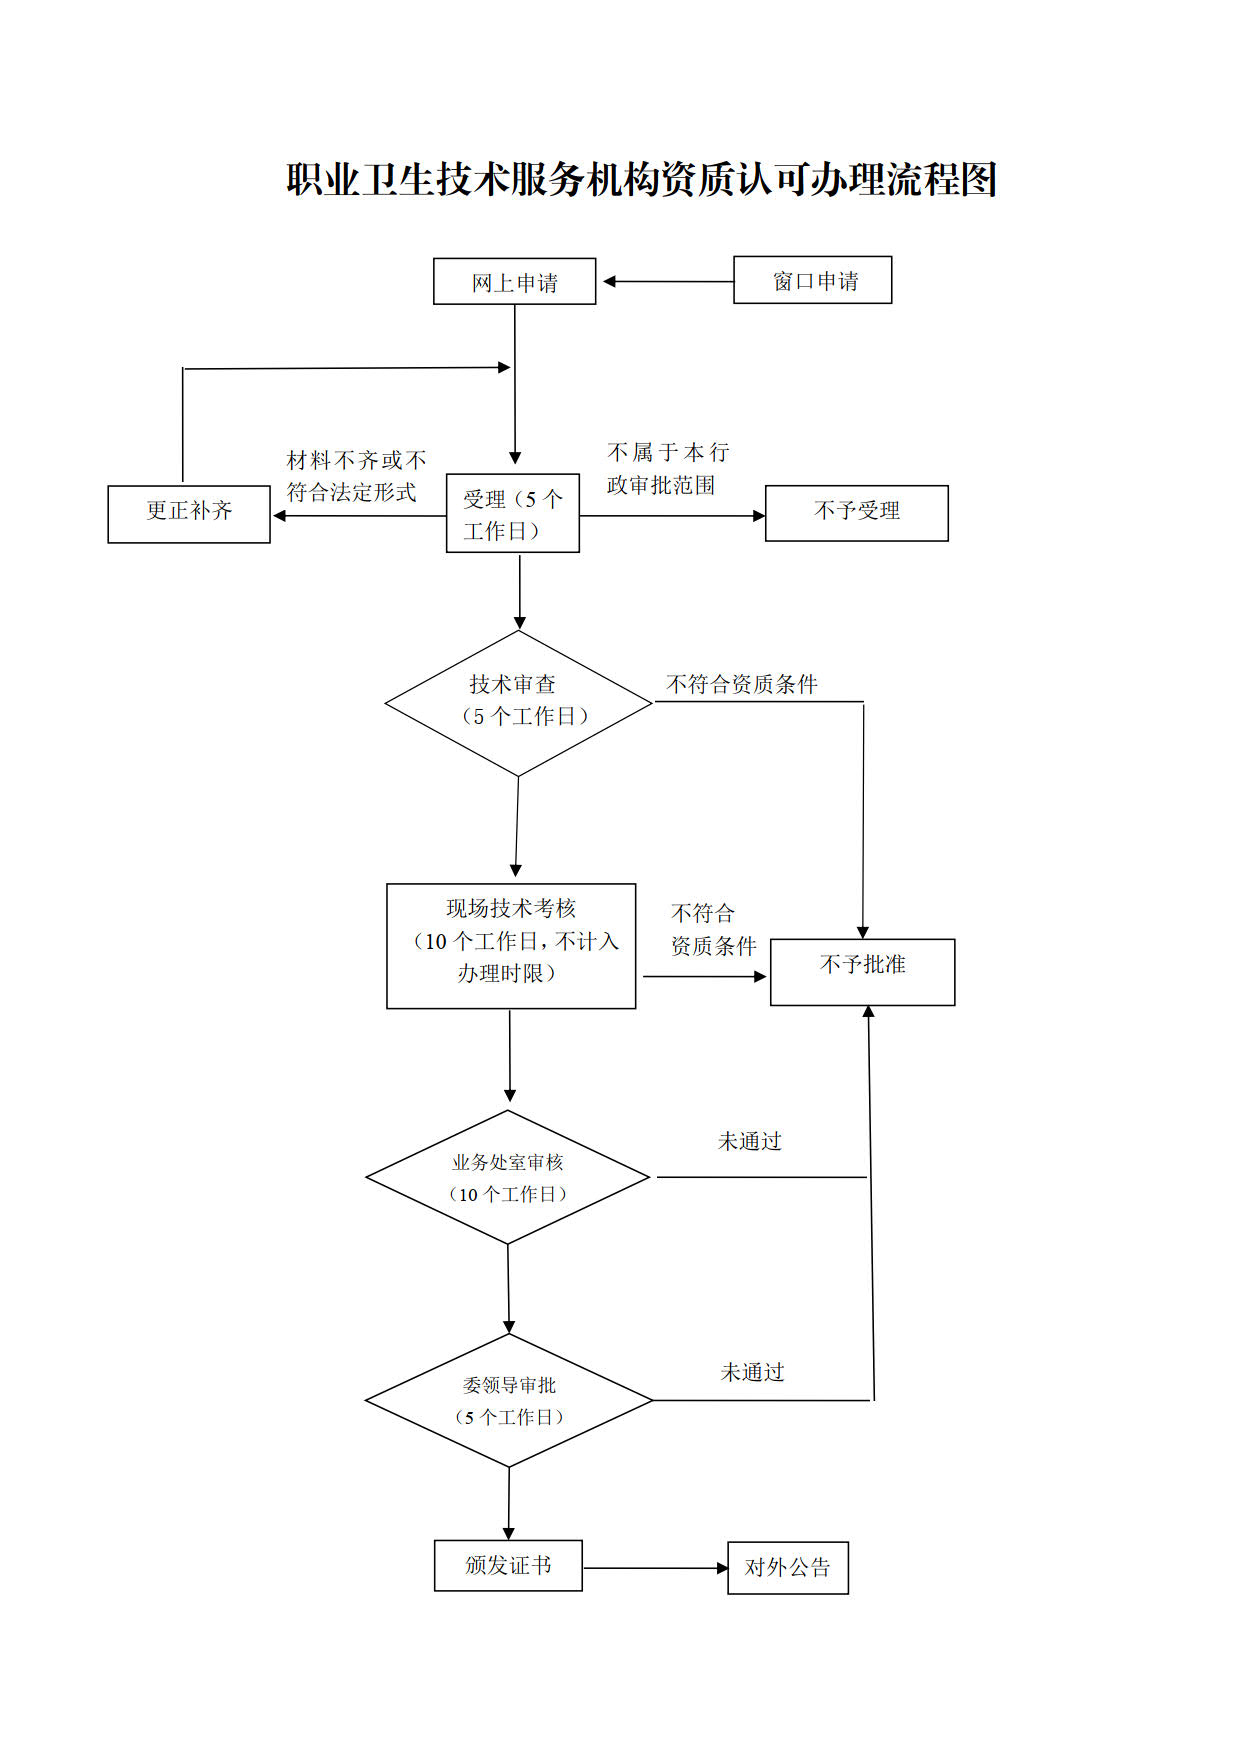 职业卫生技术服务机构资质认可办理流程图
网上申请
窗口申请
材料不齐或不
符合法定形式
不属于本行
政审批范围
更正补齐
受理（5 个
工作日）
不予受理
技术审查
（5 个工作日）
不符合资质条件
现场技术考核
（10 个工作日，不计入
办理时限）
不符合
资质条件
不予批准
业务处室审核
（10 个工作日）
未通过
委领导审批
（5 个工作日）
未通过
颁发证书
对外公告